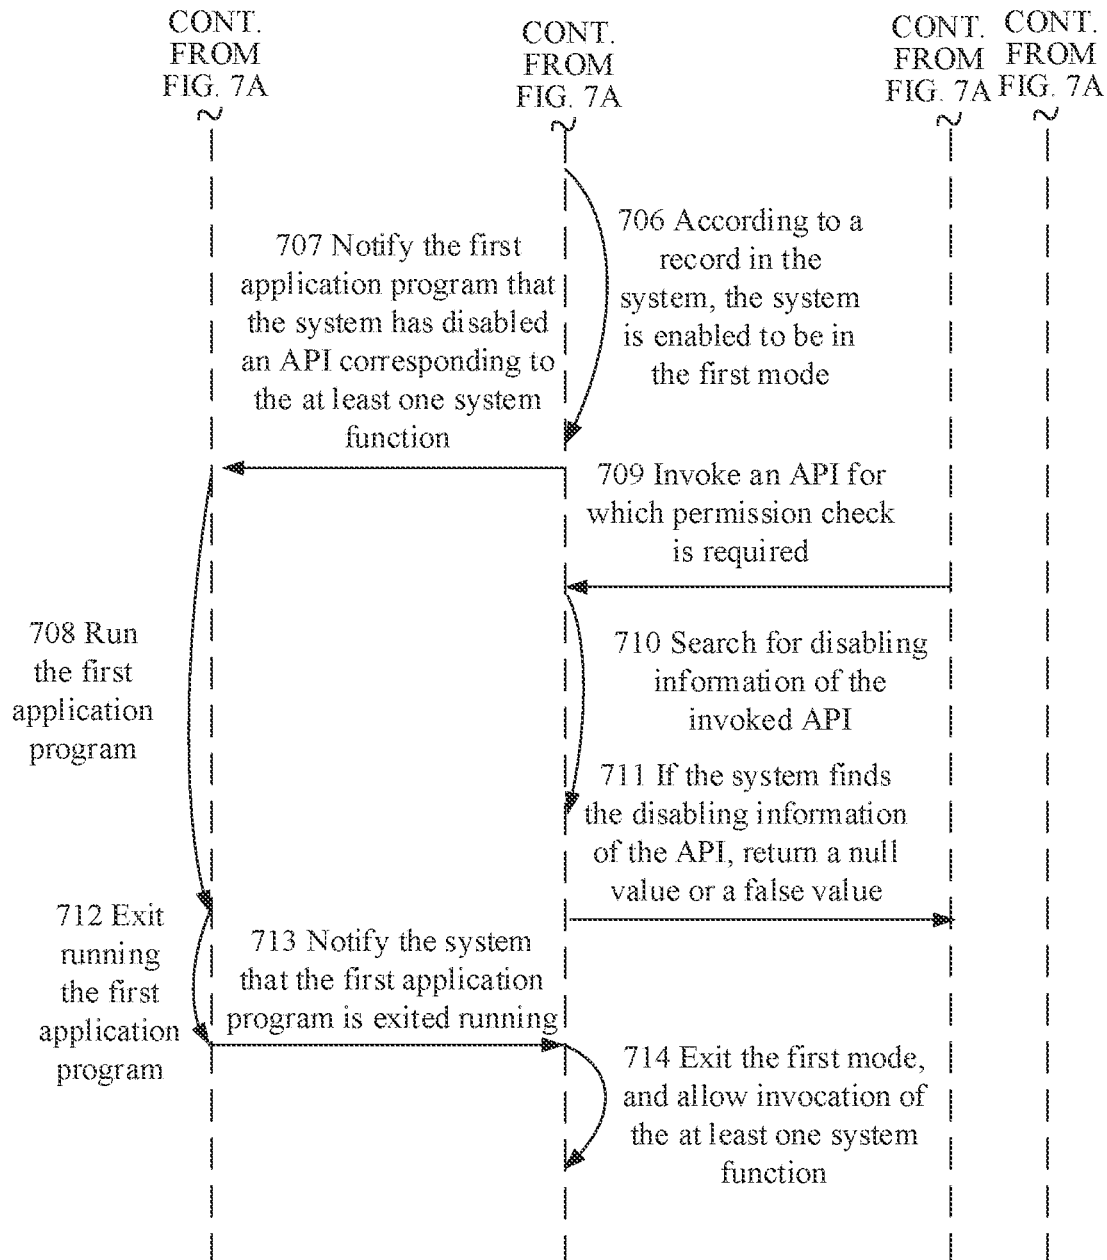 CONT.
FROM
FIG. 7A
CONT.
FROM
FIG. 7A
CONT.
FROM
FIG. 7A
CONT.
FROM
FIG. 7A
706 According to a
record in the
system, the system
is enabled to be in
the first mode
707 Notify the first
application program that
the system has disabled
an API corresponding to
the at least one system
function
709 Invoke an API for
which permission check
is required
708 Run
the first
application
program
710 Search for disabling
information of the
invoked API
711 If the system finds
the disabling information
of the API, return a null
value or a false value
712 Exit
running
the first
application
program
713 Notify the system
that the first application
program is exited running
714 Exit the first mode,
and allow invocation of
the at least one system
function